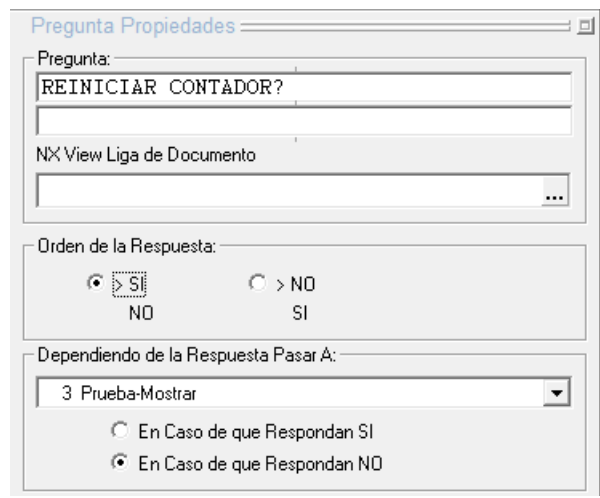 Pregunta Propiedades
Pregunta:
REINICIAR CONTADOR?
NX View Liga de Documento
...
Orden de la Respuesta:
> SI > NO
NO SI
Dependiendo de la Respuesta Pasar A:
3 Prueba-Mostrar
En Caso de que Respondan SI
En Caso de que Respondan NO